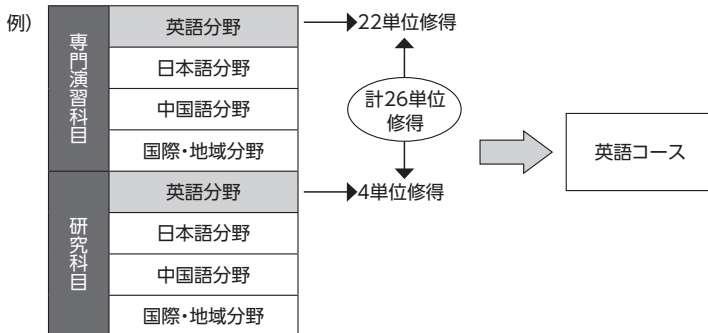 例)
専門演習科目
英語分野
22単位修得
日本語分野
中国語分野
国際・地域分野
計26単位
修得
英語コース
研究科目
英語分野
4単位修得
日本語分野
中国語分野
国際・地域分野